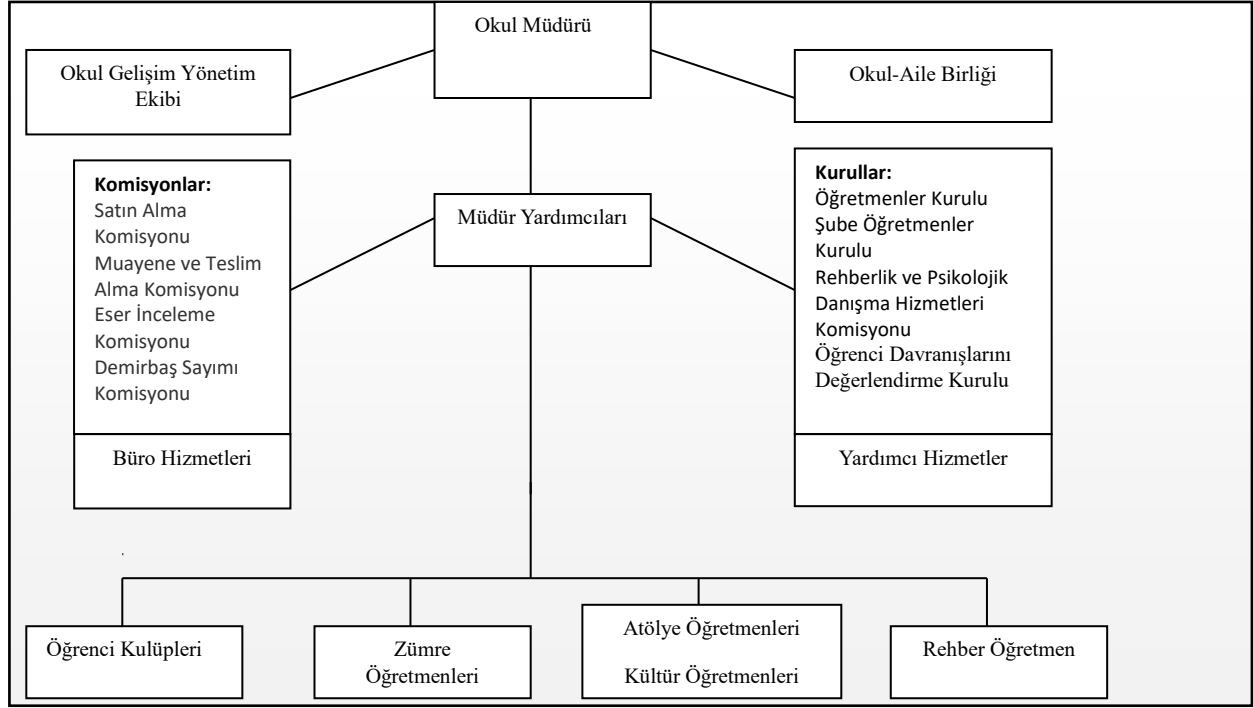 Okul Müdürü
Okul Gelişim Yönetim
Ekibi
Okul-Aile Birliği
Komisyonlar:
Satın Alma
Komisyonu
Muayene ve Teslim
Alma Komisyonu
Eser İnceleme
Komisyonu
Demirbaş Sayımı
Komisyonu
Müdür Yardımcıları
Kurullar:
Öğretmenler Kurulu
Şube Öğretmenler
Kurulu
Rehberlik ve Psikolojik
Danışma Hizmetleri
Komisyonu
Öğrenci Davranışlarını
Değerlendirme Kurulu
Büro Hizmetleri
Yardımcı Hizmetler
Öğrenci Kulüpleri
Zümre
Öğretmenleri
Atölye Öğretmenleri
Kültür Öğretmenleri
Rehber Öğretmen